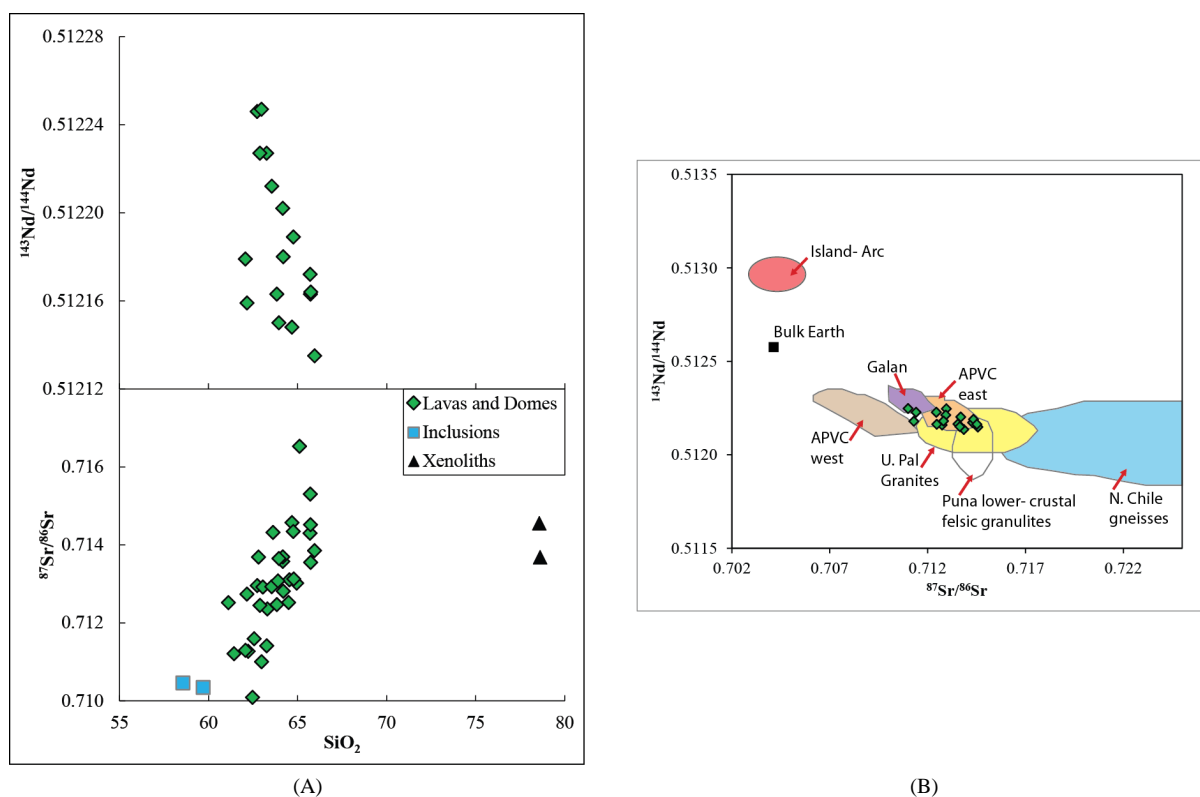 0.51228
0.51224
0.51220
0.51216
0.51212
143Nd/144Nd
Lavas and Domes
Inclusions
Xenoliths
0.716
0.714
0.712
0.710
87Sr/86Sr
55 60 65 70 75 80
SiO2
(A)
0.5135
0.5130
0.5125
0.5120
0.5115
143Nd/144Nd
Island- Arc
Bulk Earth
Galan
APVC
east
APVC
west
U. Pal
Granites
Puna lower- crustal
felsic granulites
N. Chile
gneisses
0.702 0.707 0.712 0.717 0.722
87Sr/86Sr
(B)